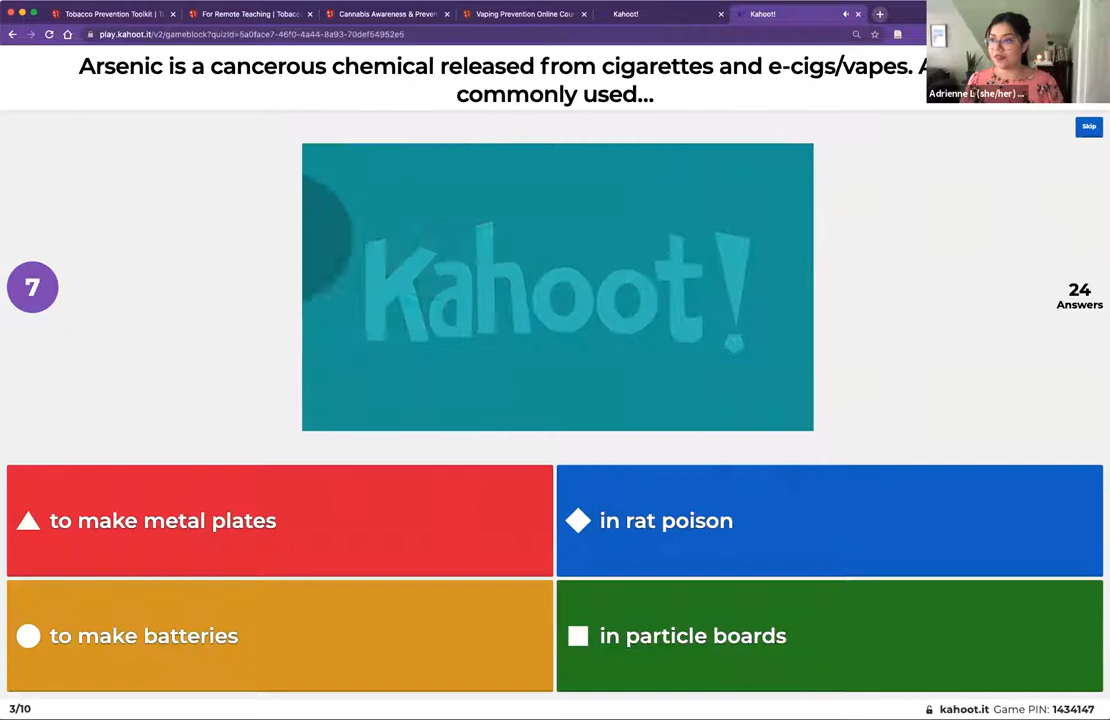 Tobacco Prevention Toolkit | T
For Remote Teaching | Tobacc
Cannabis Awareness & Preven
Vaping Prevention Online Cou
Kahoot!
Kahoot!
play.kahoot.it/v2/gameblock?quizid=5a0face7-46f0-4a44-8a93-70def54952e5
Arsenic is a cancerous chemical released from cigarettes and e-cigs/vapes.
commonly used...
Adrienne L (she/her) ...
Skip
Kahoot!
7
24
Answers
to make metal plates
in rat poison
to make batteries
in particle boards
3/10
kahoot.it Game PIN: 1434147